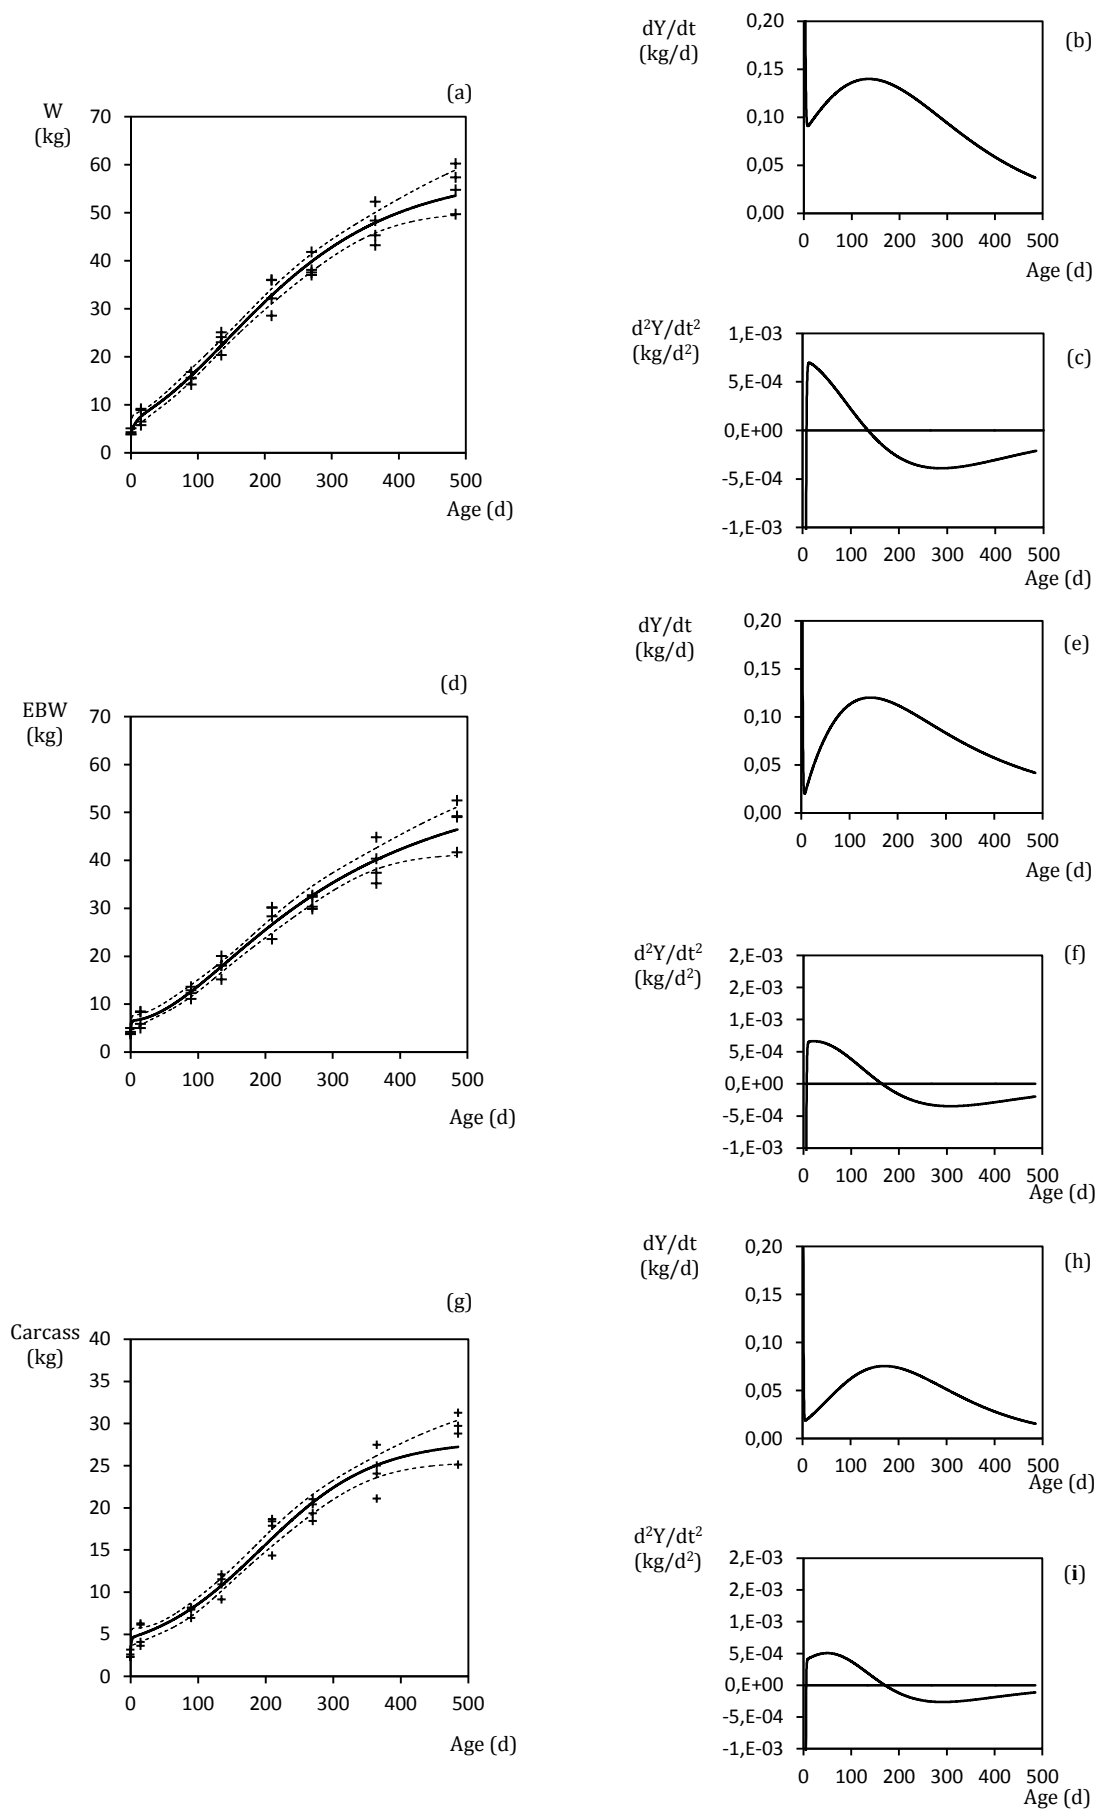 (a)
W
(kg)
70
60
50
40
30
20
10
0
0 100 200 300 400 500
Age (d)
dY/dt
(kg/d)
(b)
0,20
0,15
0,10
0,05
0,00
0 100 200 300 400 500
Age (d)
d²Y/dt²
(kg/d²)
(c)
1,E-03
5,E-04
0,E+00
-5,E-04
-1,E-03
0 100 200 300 400 500
Age (d)
(d)
EBW
(kg)
70
60
50
40
30
20
10
0
0 100 200 300 400 500
Age (d)
dY/dt
(kg/d)
(e)
0,20
0,15
0,10
0,05
0,00
0 100 200 300 400 500
Age (d)
d²Y/dt²
(kg/d²)
(f)
2,E-03
2,E-03
1,E-03
5,E-04
0,E+00
-5,E-04
-1,E-03
0 100 200 300 400 500
Age (d)
(g)
Carcass
(kg)
40
35
30
25
20
15
10
5
0
0 100 200 300 400 500
Age (d)
dY/dt
(kg/d)
(h)
0,20
0,15
0,10
0,05
0,00
0 100 200 300 400 500
Age (d)
d²Y/dt²
(kg/d²)
(i)
2,E-03
2,E-03
1,E-03
5,E-04
0,E+00
-5,E-04
-1,E-03
0 100 200 300 400 500
Age (d)